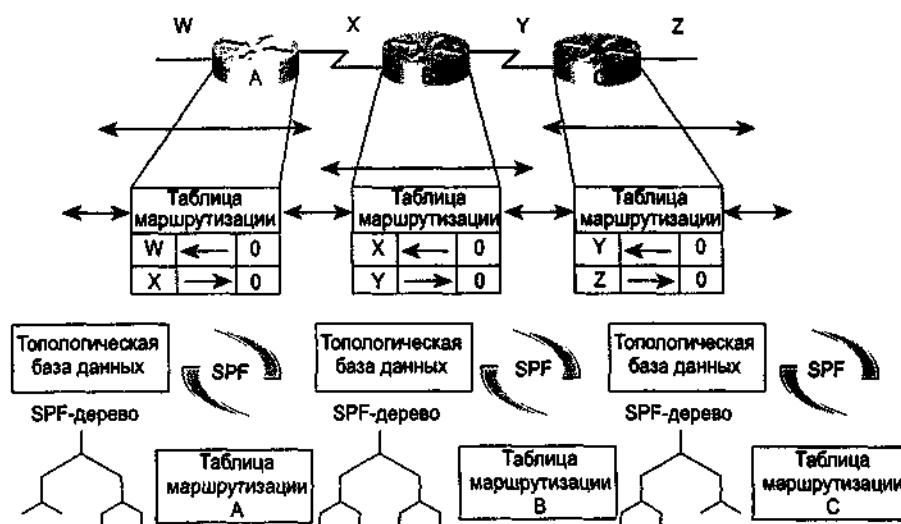 W X Y Z
A B C
Таблица маршрутизации
W 0
X 0
Таблица маршрутизации
X 0
Y 0
Таблица маршрутизации
Y 0
Z 0
Топологическая
база данных
SPF
SPF-дерево
Таблица
маршрутизации
A
Топологическая
база данных
SPF
SPF-дерево
Таблица
маршрутизации
B
Топологическая
база данных
SPF
SPF-дерево
Таблица
маршрутизации
C